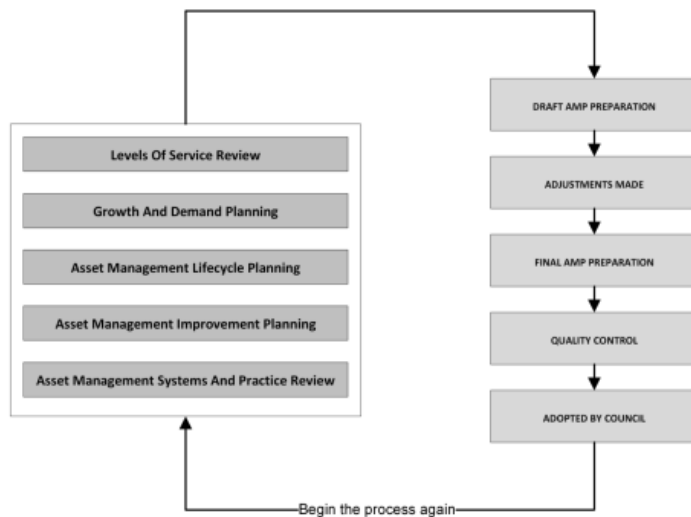 Levels Of Service Review
Growth And Demand Planning
Asset Management Lifecycle Planning
Asset Management Improvement Planning
Asset Management Systems And Practice Review
DRAFT AMP PREPARATION
ADJUSTMENTS MADE
FINAL AMP PREPARATION
QUALITY CONTROL
ADOPTED BY COUNCIL
Begin the process again